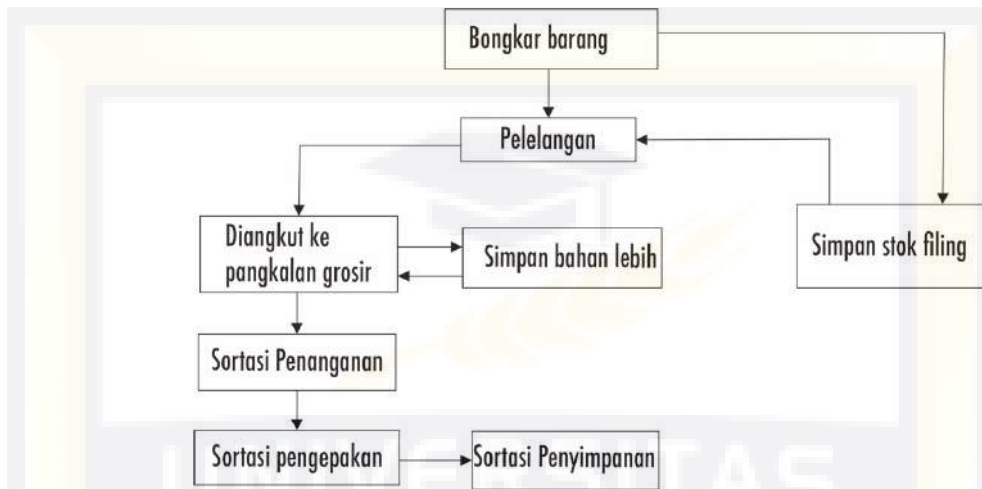 Bongkar barang
Pelelangan
Diangkut ke
pangkalan grosir
Simpan bahan lebih
Simpan stok filing
Sortasi Penanganan
Sortasi pengepakan
Sortasi Penyimpanan
UNIVERSITAS